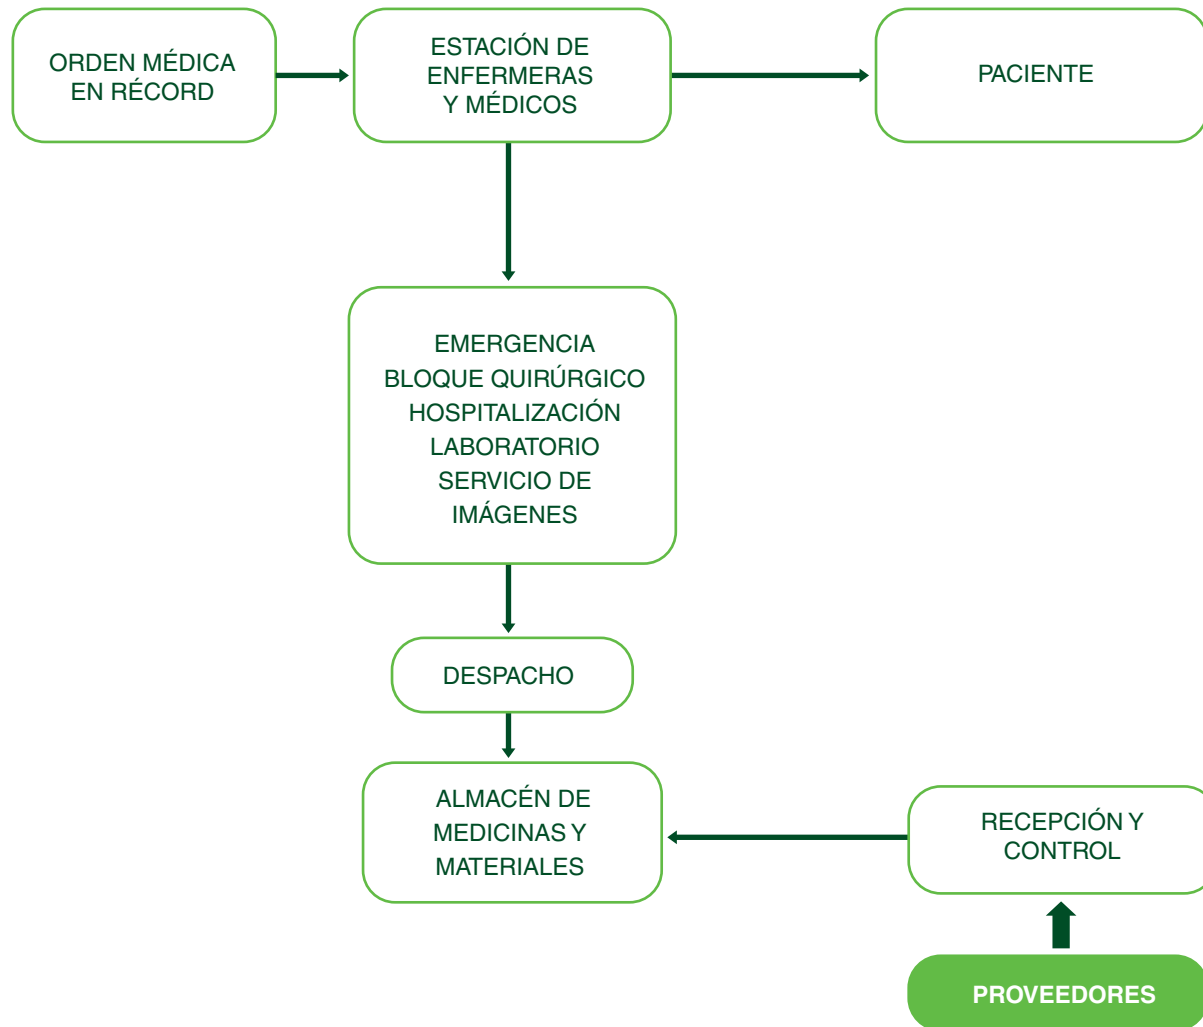 ORDEN MÉDICA
EN RÉCORD
ESTACIÓN DE
ENFERMERAS
Y MÉDICOS
PACIENTE
EMERGENCIA
BLOQUE QUIRÚRGICO
HOSPITALIZACIÓN
LABORATORIO
SERVICIO DE
IMÁGENES
DESPACHO
ALMACÉN DE
MEDICINAS Y
MATERIALES
RECEPCIÓN Y
CONTROL
PROVEEDORES